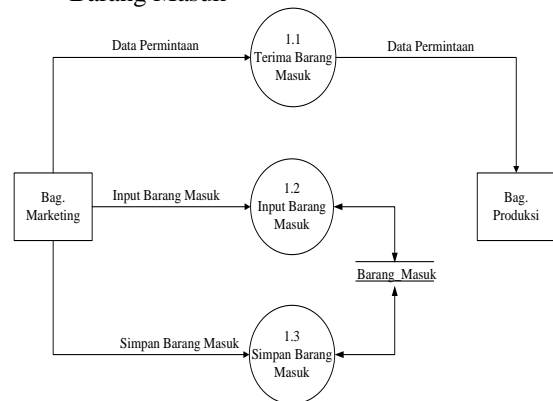 Barang Masuk
Data Permintaan
1.1
Terima Barang
Masuk
Data Permintaan
Bag.
Marketing
Input Barang Masuk
1.2
Input Barang
Masuk
Bag.
Produksi
Barang_Masuk
Simpan Barang Masuk
1.3
Simpan Barang
Masuk